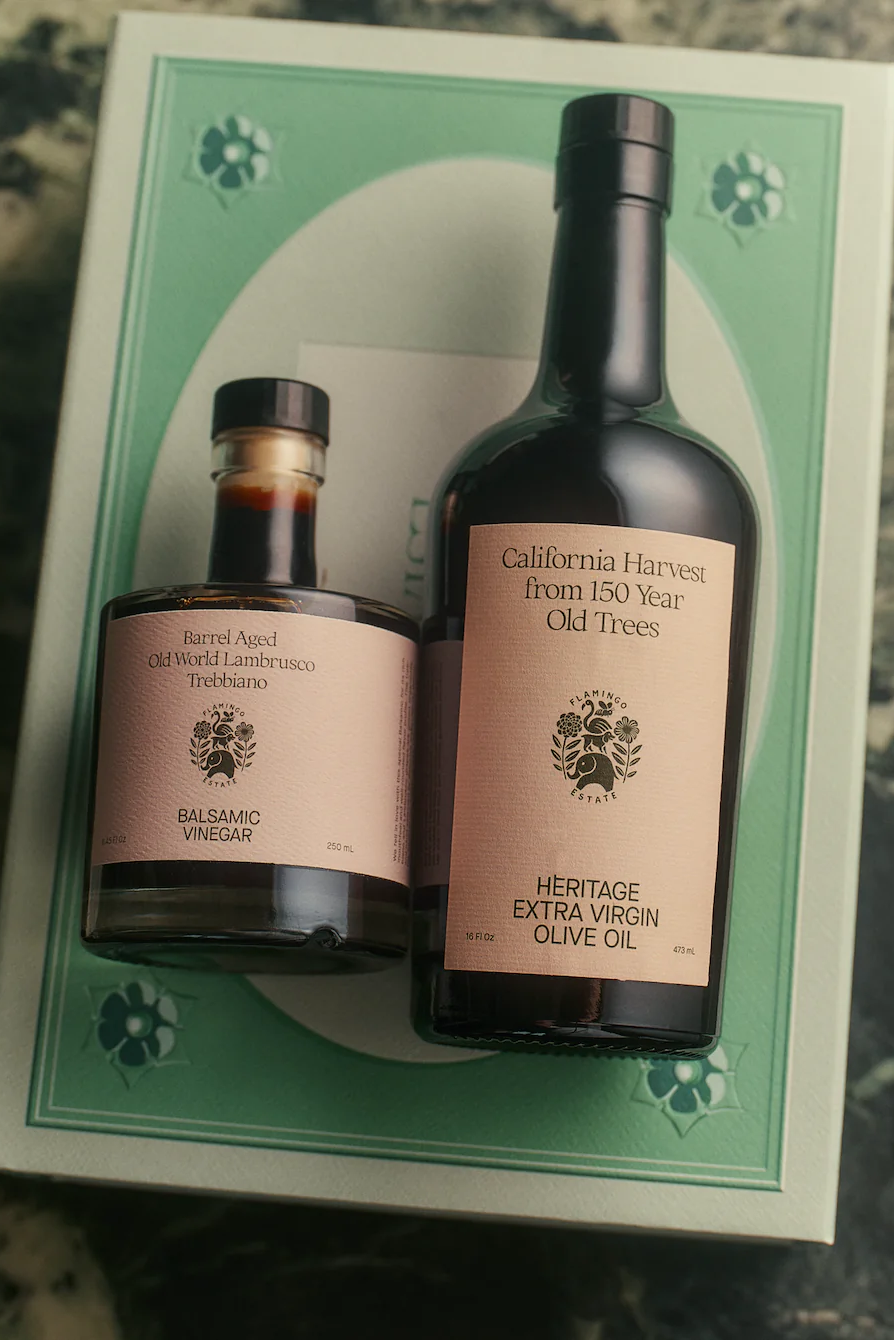 Barrel Aged
Old World Lambrusco
Trebbiano
FLAMINGO
ESTATE
BALSAMIC
VINEGAR
250 mL
California Harvest
from 150 Year
Old Trees
FLAMINGO
ESTATE
HERITAGE
EXTRA VIRGIN
OLIVE OIL
16 Fl Oz
473 mL